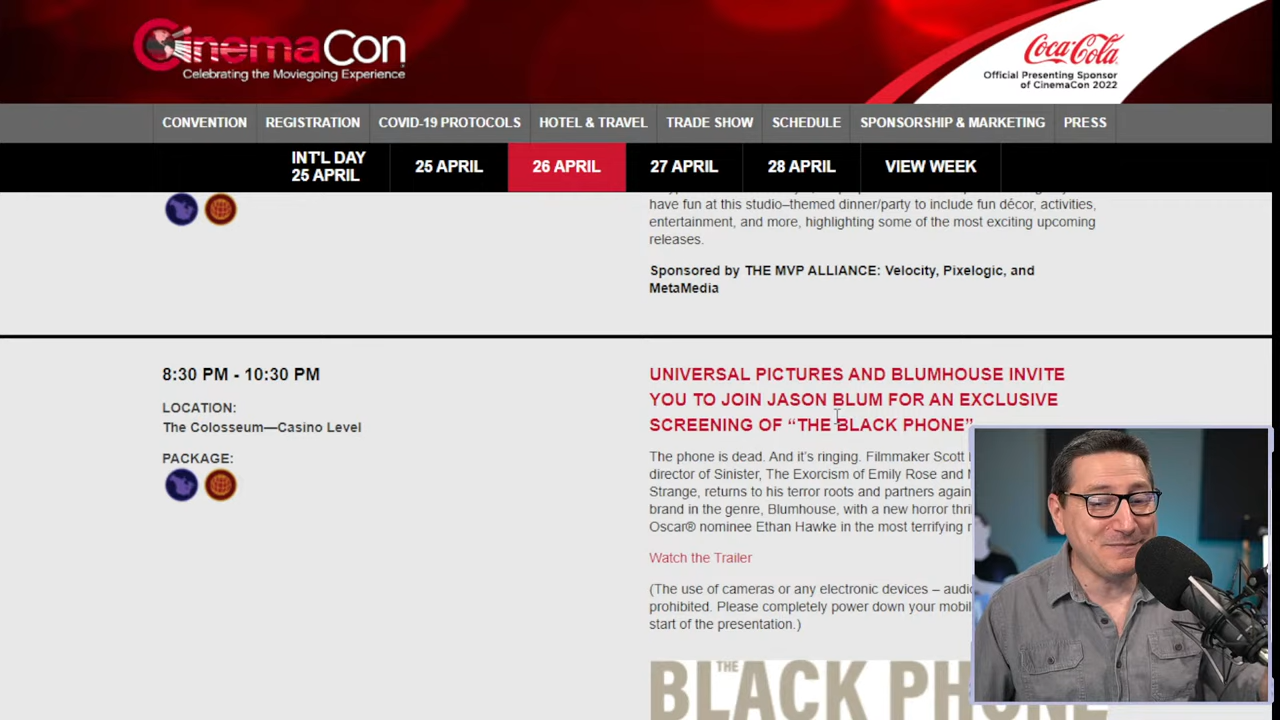 CinemaCon
Celebrating the Moviegoing Experience
Coca-Cola
Official Presenting Sponsor
of CinemaCon 2022
CONVENTION REGISTRATION COVID-19 PROTOCOLS HOTEL & TRAVEL TRADE SHOW SCHEDULE SPONSORSHIP & MARKETING PRESS
INT'L DAY
25 APRIL
25 APRIL 26 APRIL 27 APRIL 28 APRIL VIEW WEEK
have fun at this studio–themed dinner/party to include fun décor, activities,
entertainment, and more, highlighting some of the most exciting upcoming
releases.
Sponsored by THE MVP ALLIANCE: Velocity, Pixelogic, and
MetaMedia
8:30 PM - 10:30 PM
LOCATION:
The Colosseum—Casino Level
PACKAGE:
UNIVERSAL PICTURES AND BLUMHOUSE INVITE
YOU TO JOIN JASON BLUM FOR AN EXCLUSIVE
SCREENING OF “THE BLACK PHONE”
The phone is dead. And it’s ringing. Filmmaker Scott
director of Sinister, The Exorcism of Emily Rose and
Strange, returns to his terror roots and partners again
brand in the genre, Blumhouse, with a new horror
Oscar® nominee Ethan Hawke in the most terrifying
Watch the Trailer
(The use of cameras or any electronic devices –
prohibited. Please completely power down your
start of the presentation.)
THE
BLACK